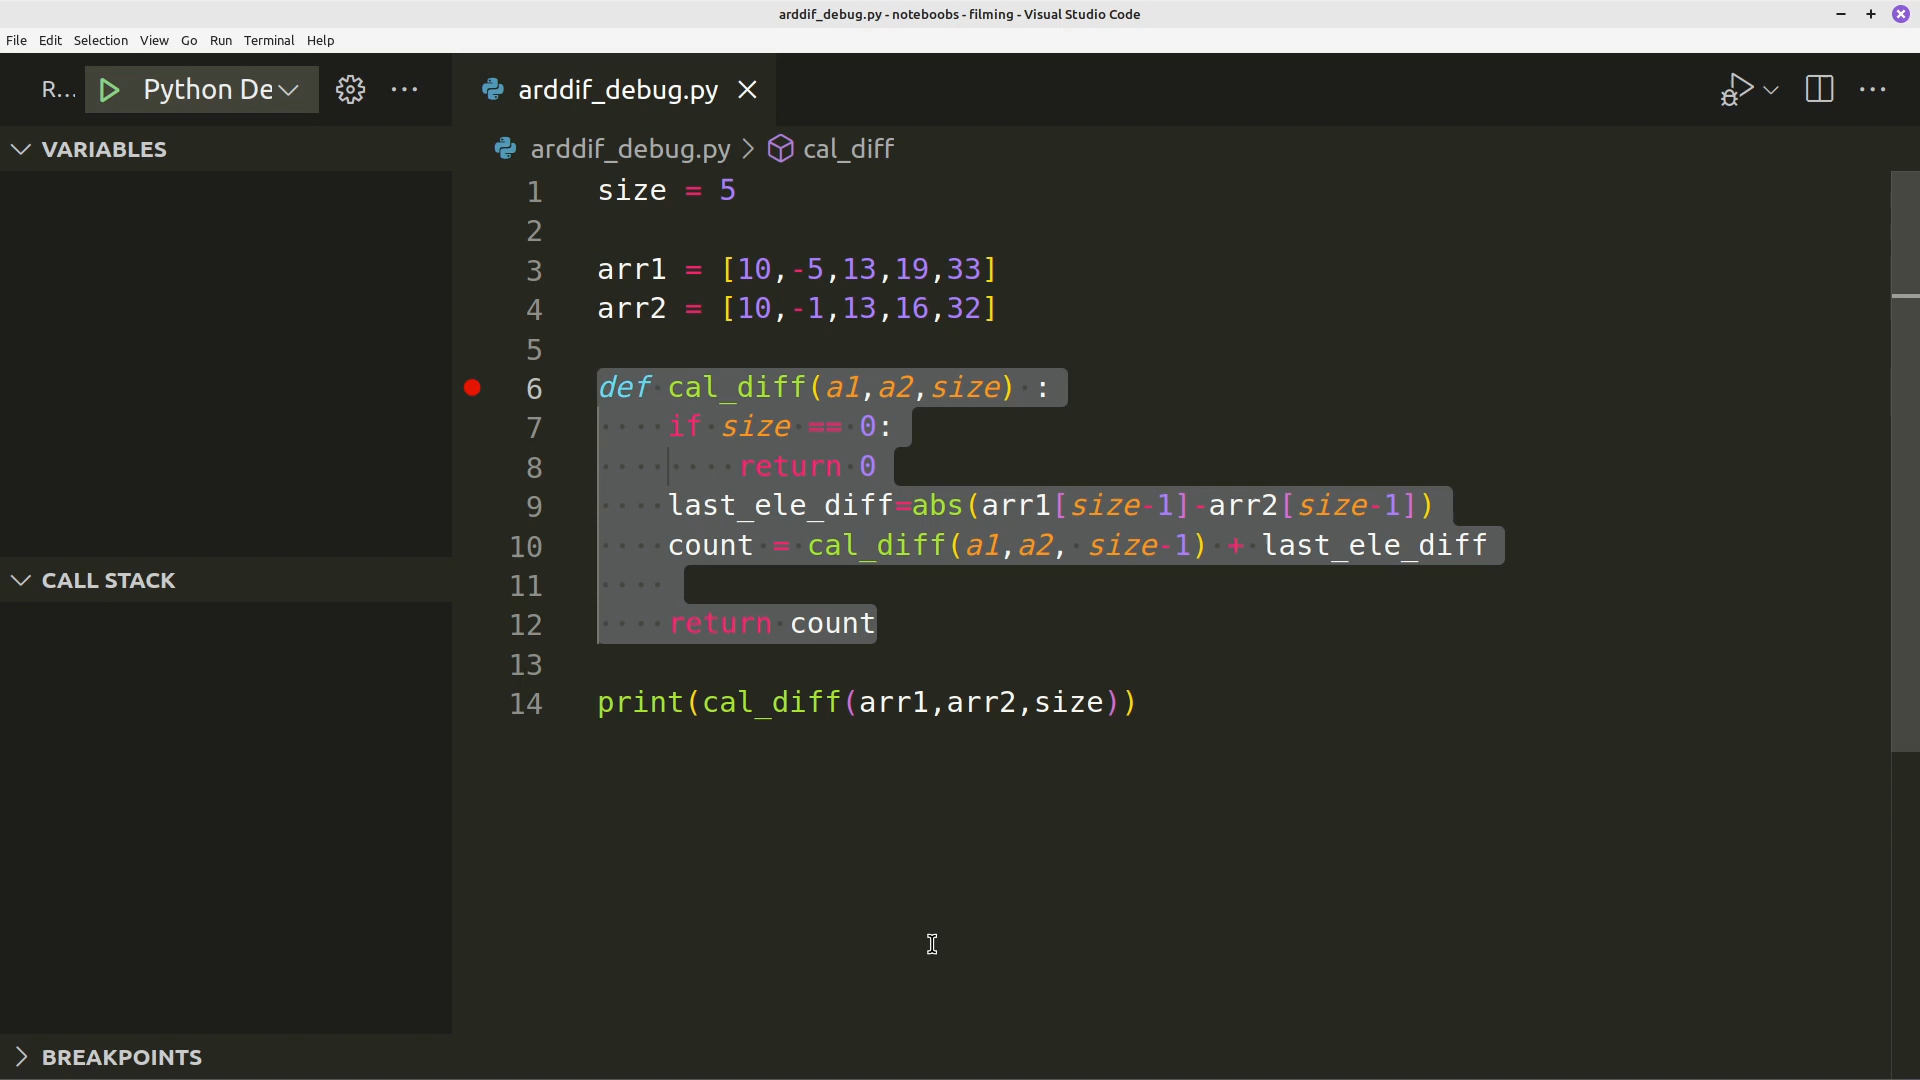 arddif_debug.py - noteboobs - filming - Visual Studio Code
File Edit Selection View Go Run Terminal Help
R... Python De
arddif_debug.py
VARIABLES
arddif_debug.py > cal_diff
1 size = 5
2
3 arr1 = [10,-5,13,19,33]
4 arr2 = [10,-1,13,16,32]
5
6 def cal_diff(a1,a2,size) :
7     if size == 0:
8         return 0
9     last_ele_diff=abs(arr1[size-1]-arr2[size-1])
10     count = cal_diff(a1,a2, size-1) + last_ele_diff
11
12     return count
13
14 print(cal_diff(arr1,arr2,size))
CALL STACK
BREAKPOINTS